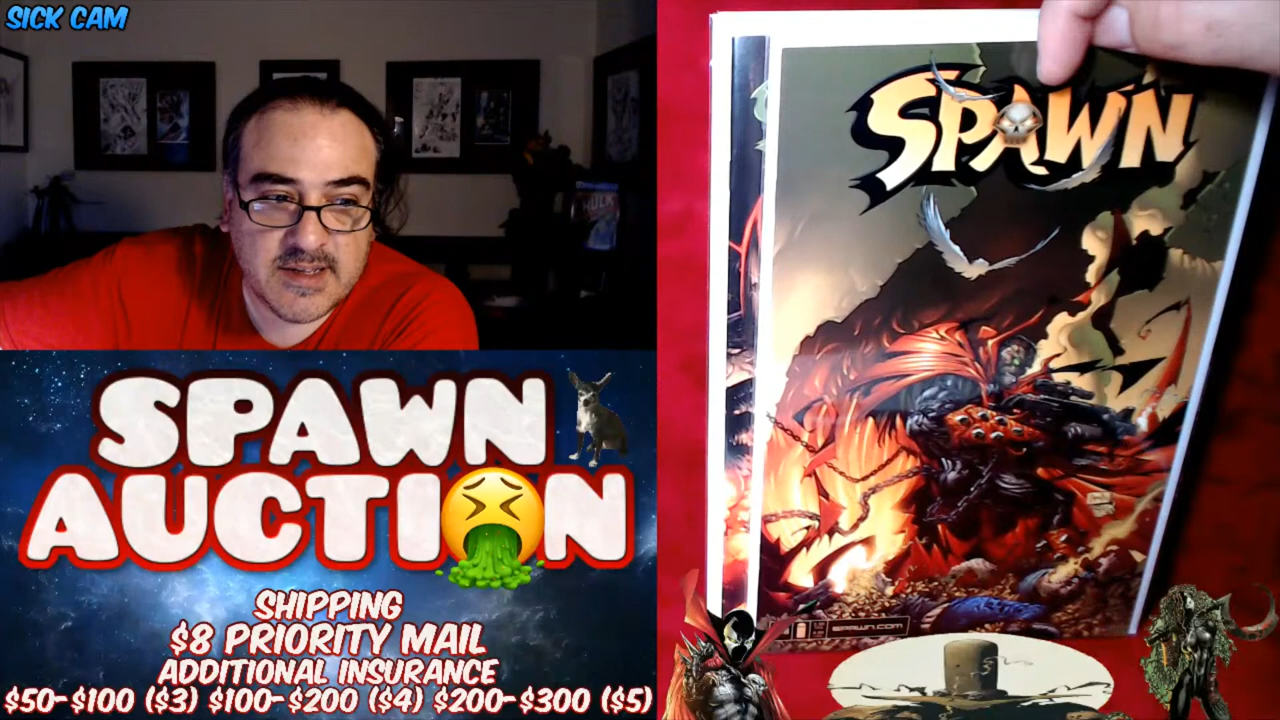 SICK CAM
SPAWN
HULK
SPAWN
AUCTION
SHIPPING
$8 PRIORITY MAIL
ADDITIONAL INSURANCE
$50-$100 ($3) $100-$200 ($4) $200-$300 ($5)
SPAWN.COM